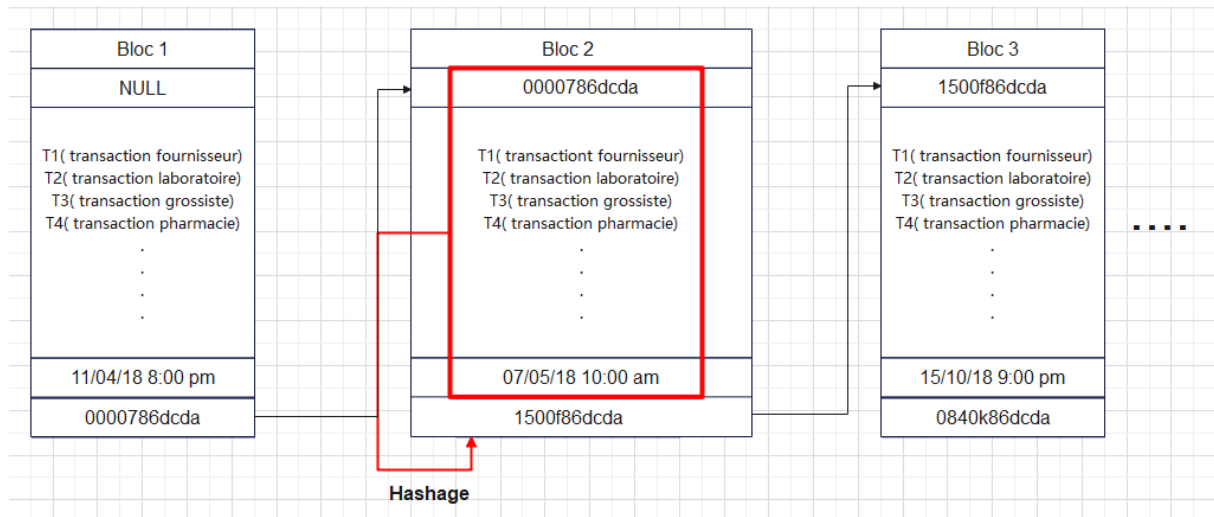 Bloc 1
NULL
T1( transaction fournisseur)
T2( transaction laboratoire)
T3( transaction grossiste)
T4( transaction pharmacie)
.
.
.
.
11/04/18 8:00 pm
0000786dcda
Bloc 2
0000786dcda
T1( transactiont fournisseur)
T2( transaction laboratoire)
T3( transaction grossiste)
T4( transaction pharmacie)
.
.
.
.
07/05/18 10:00 am
1500f86dcda
Hashage
Bloc 3
1500f86dcda
T1( transaction fournisseur)
T2( transaction laboratoire)
T3( transaction grossiste)
T4( transaction pharmacie)
.
.
.
.
15/10/18 9:00 pm
0840k86dcda
....